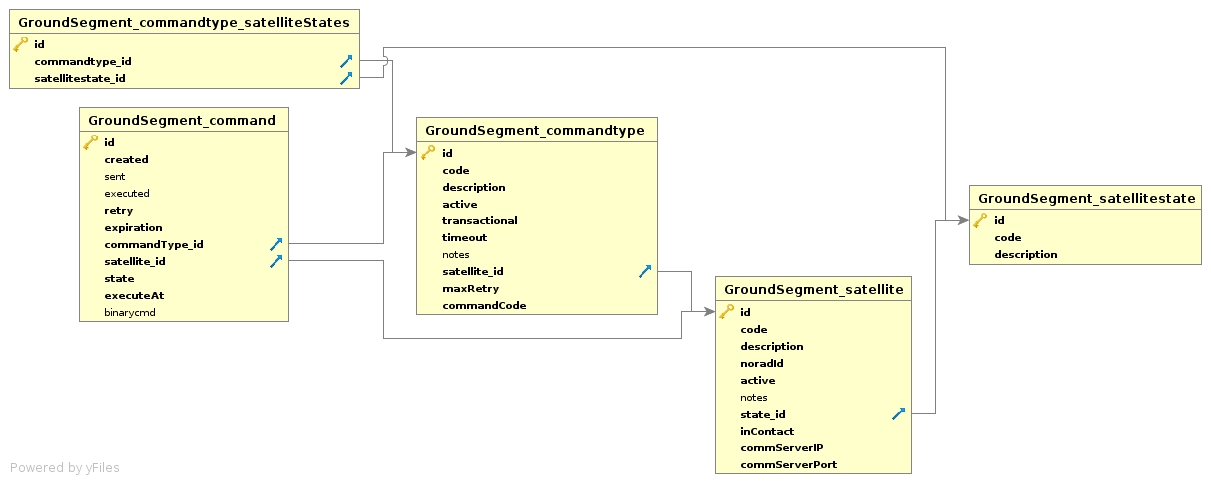 GroundSegment_commandtype_satelliteStates
id
commandtype_id
satellitestate_id
GroundSegment_command
id
created
sent
executed
retry
expiration
commandType_id
satellite_id
state
executeAt
binarycmd
GroundSegment_commandtype
id
code
description
active
transactional
timeout
notes
satellite_id
maxRetry
commandCode
GroundSegment_satellite
id
code
description
noradId
active
notes
state_id
inContact
commServerIP
commServerPort
GroundSegment_satellitestate
id
code
description
Powered by yFiles